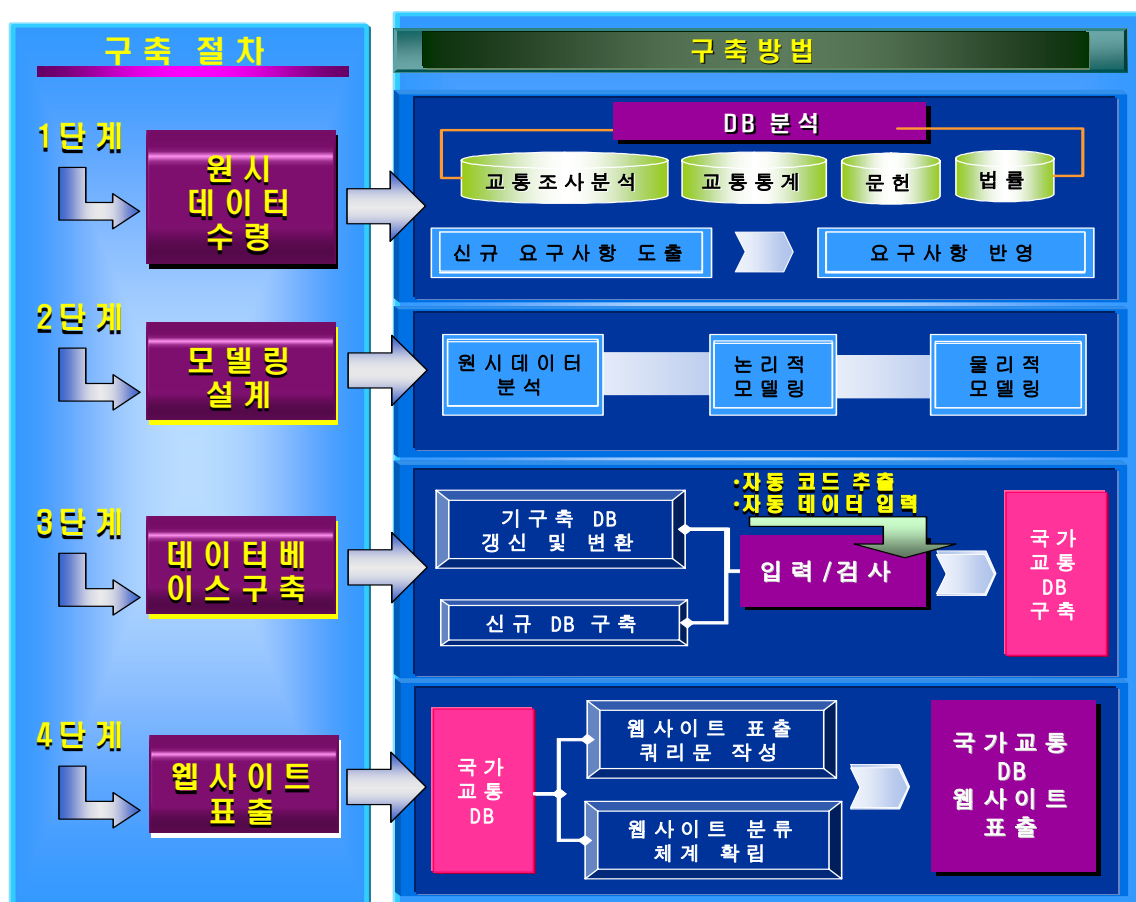 구축 절차
구축방법
1단계
원시
데이터
수령
DB 분석
교통조사분석
교통통계
문헌
법률
신규 요구사항 도출
요구사항 반영
2단계
모델링
설계
원시데이터
분석
논리적
모델링
물리적
모델링
3단계
데이터베
이스구축
기구축 DB
갱신 및 변환
신규 DB 구축
·자동 코드 추출
·자동 데이터 입력
입력/검사
국가
교통
DB
구축
4단계
웹사이트
표출
국가
교통
DB
웹사이트 표출
쿼리문 작성
웹사이트 분류
체계 확립
국가교통
DB
웹사이트
표출